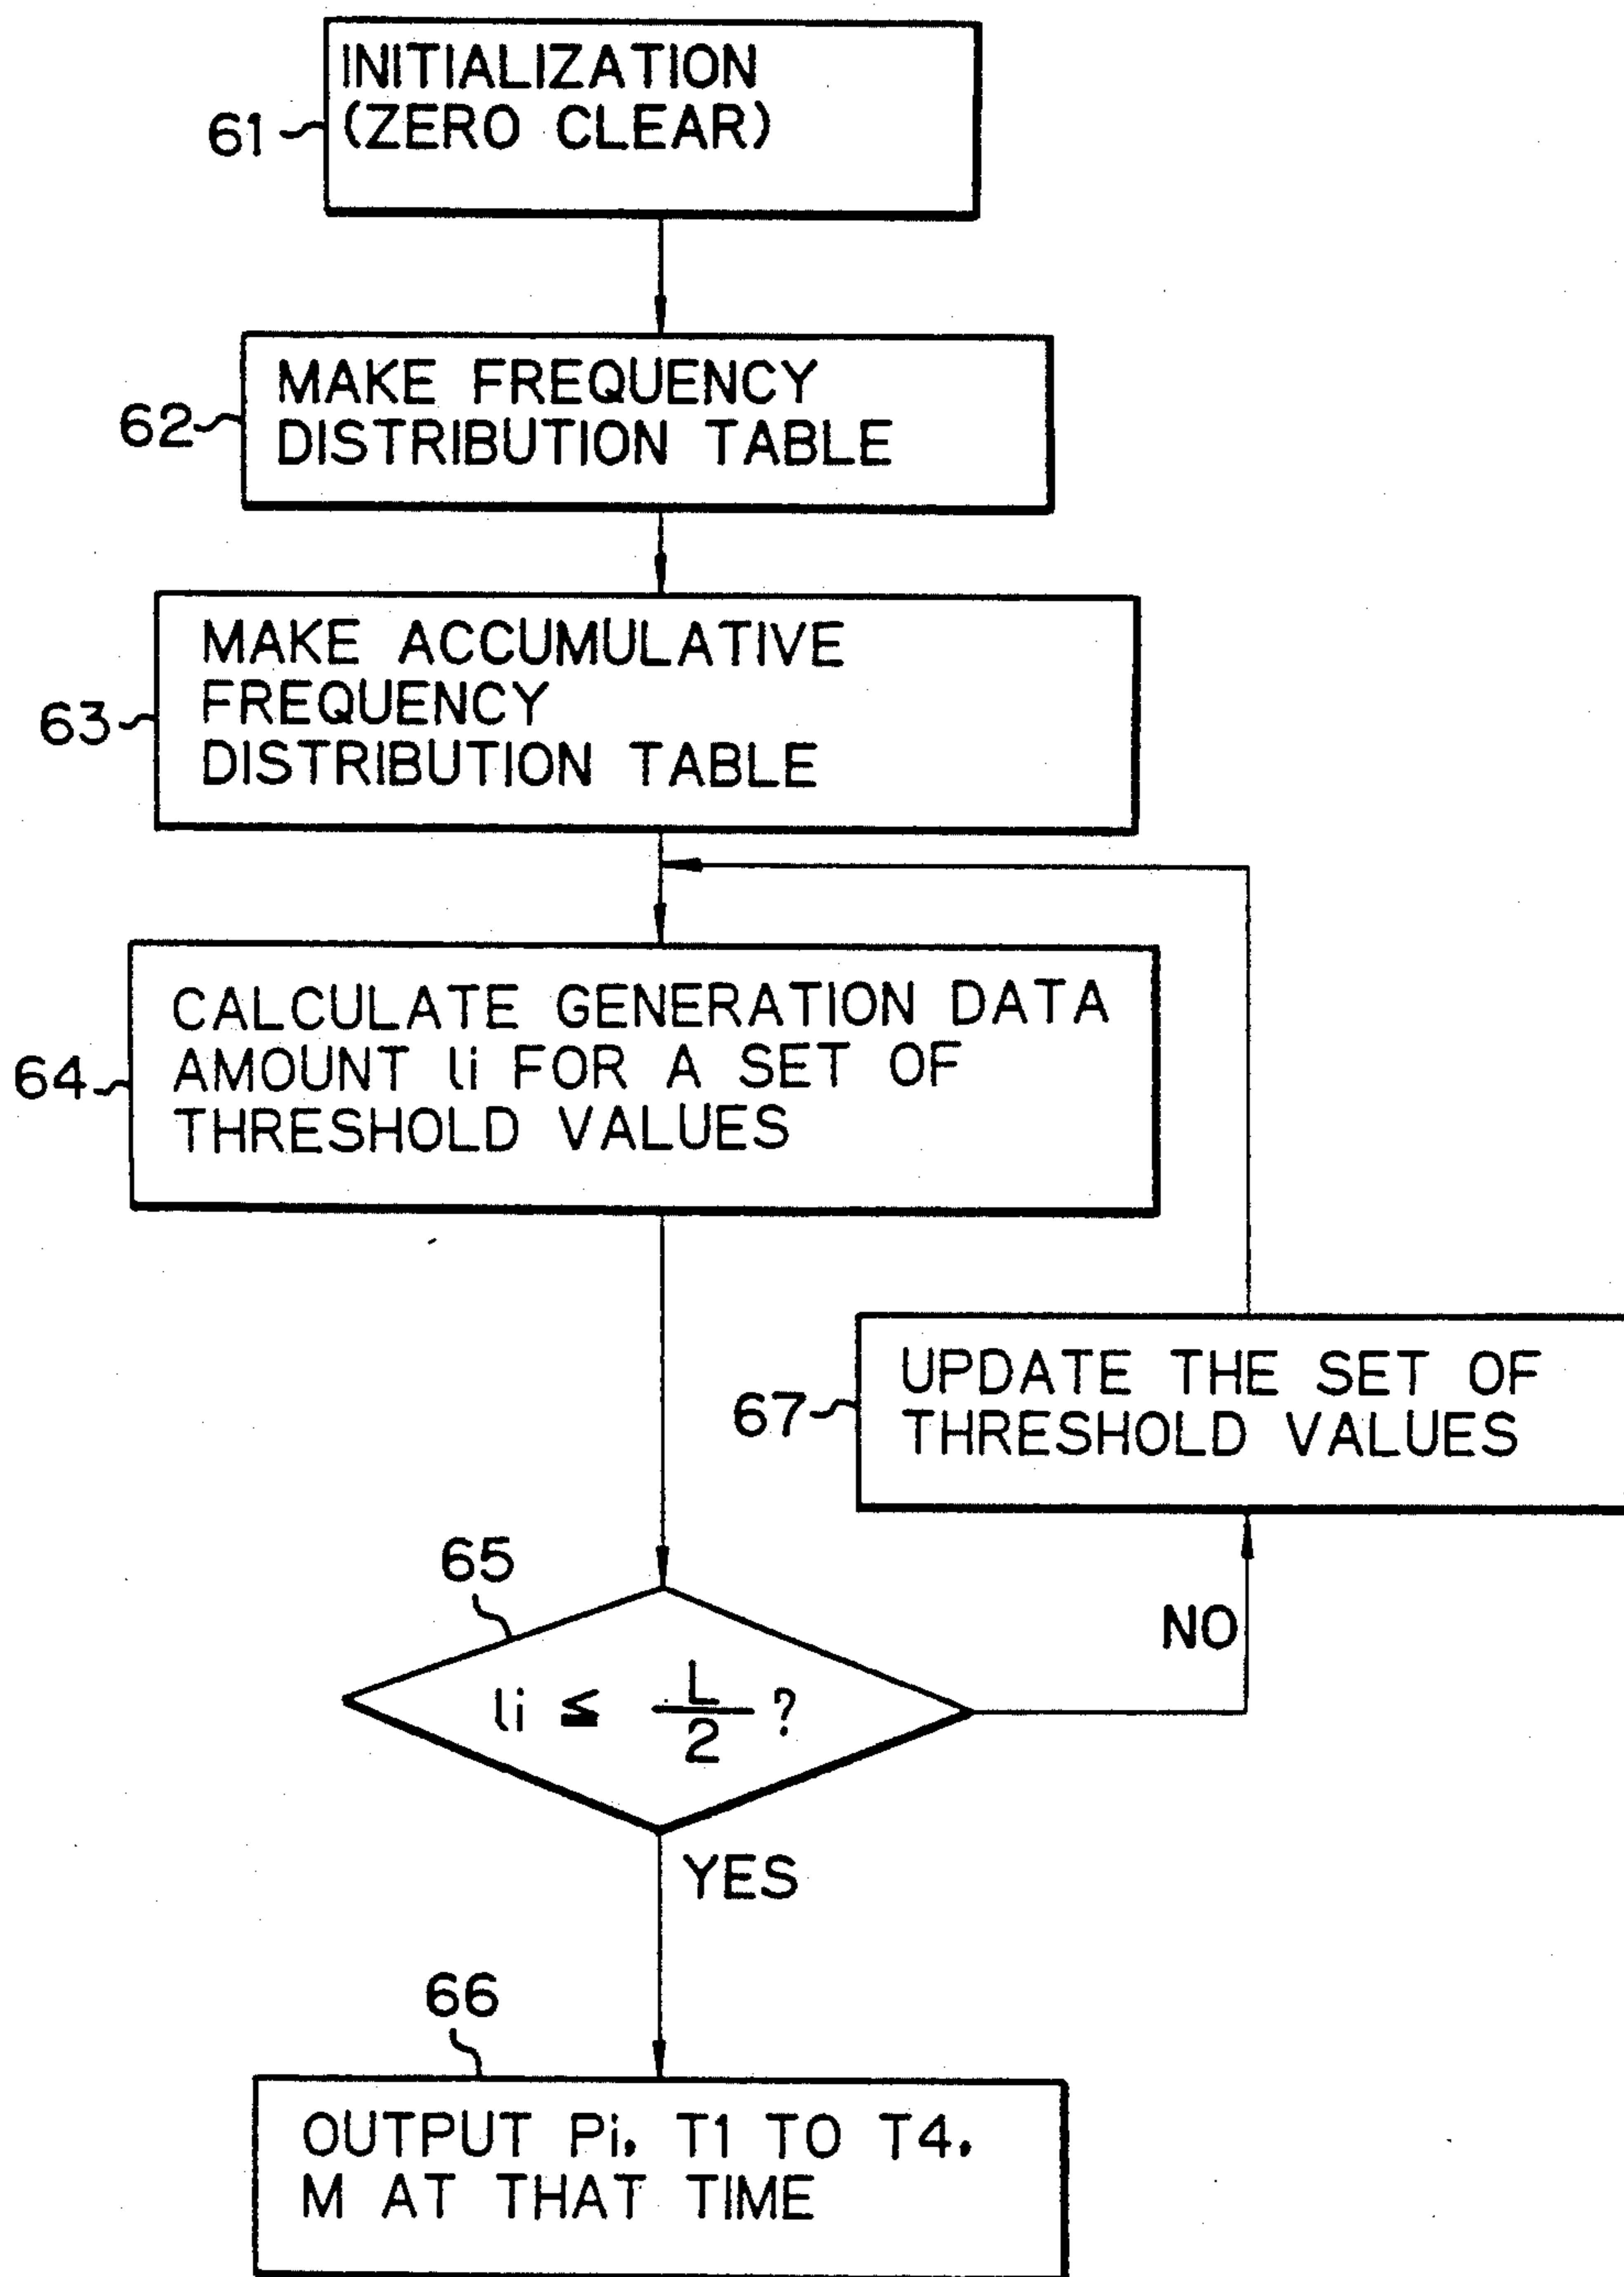 INITIALIZATION
61 (ZERO CLEAR)
MAKE FREQUENCY
62 DISTRIBUTION TABLE
MAKE ACCUMULATIVE
63 FREQUENCY
DISTRIBUTION TABLE
CALCULATE GENERATION DATA
64 AMOUNT li FOR A SET OF
THRESHOLD VALUES
UPDATE THE SET OF
67 THRESHOLD VALUES
65
NO
li ≦ L/2 ?
YES
66
OUTPUT Pi, T1 TO T4,
M AT THAT TIME